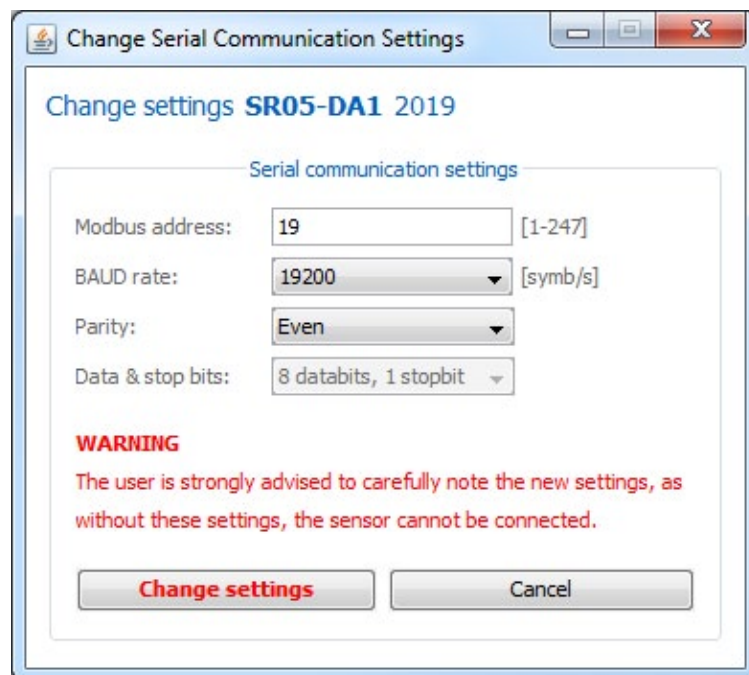 Change Serial Communication Settings
Change settings SR05-DA1 2019
Serial communication settings
Modbus address: 19 [1-247]
BAUD rate: 19200 [symb/s]
Parity: Even
Data & stop bits: 8 databits, 1 stopbit
WARNING
The user is strongly advised to carefully note the new settings, as
without these settings, the sensor cannot be connected.
Change settings Cancel